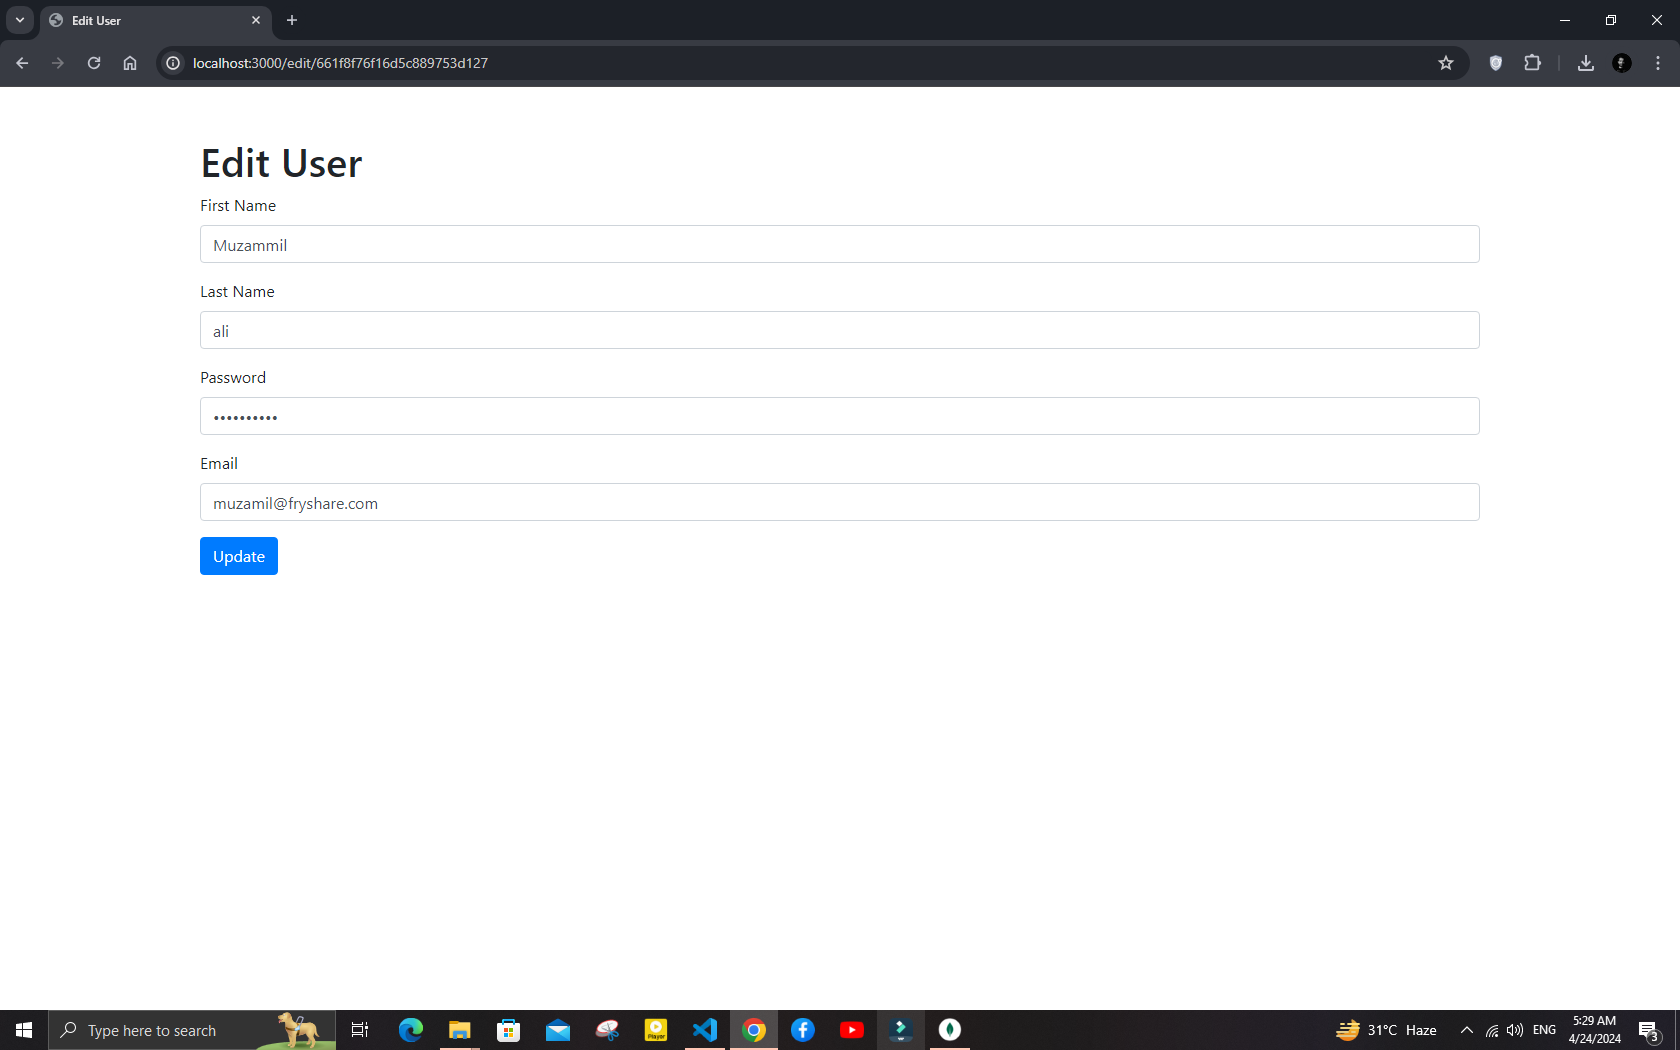 Edit User
localhost:3000/edit/661f8f76f16d5c889753d127
Edit User
First Name
Muzammil
Last Name
ali
Password
••••••••••
Email
muzamil@fryshare.com
Update
Type here to search
Player
31°C Haze
ENG
5:29 AM
4/24/2024
3